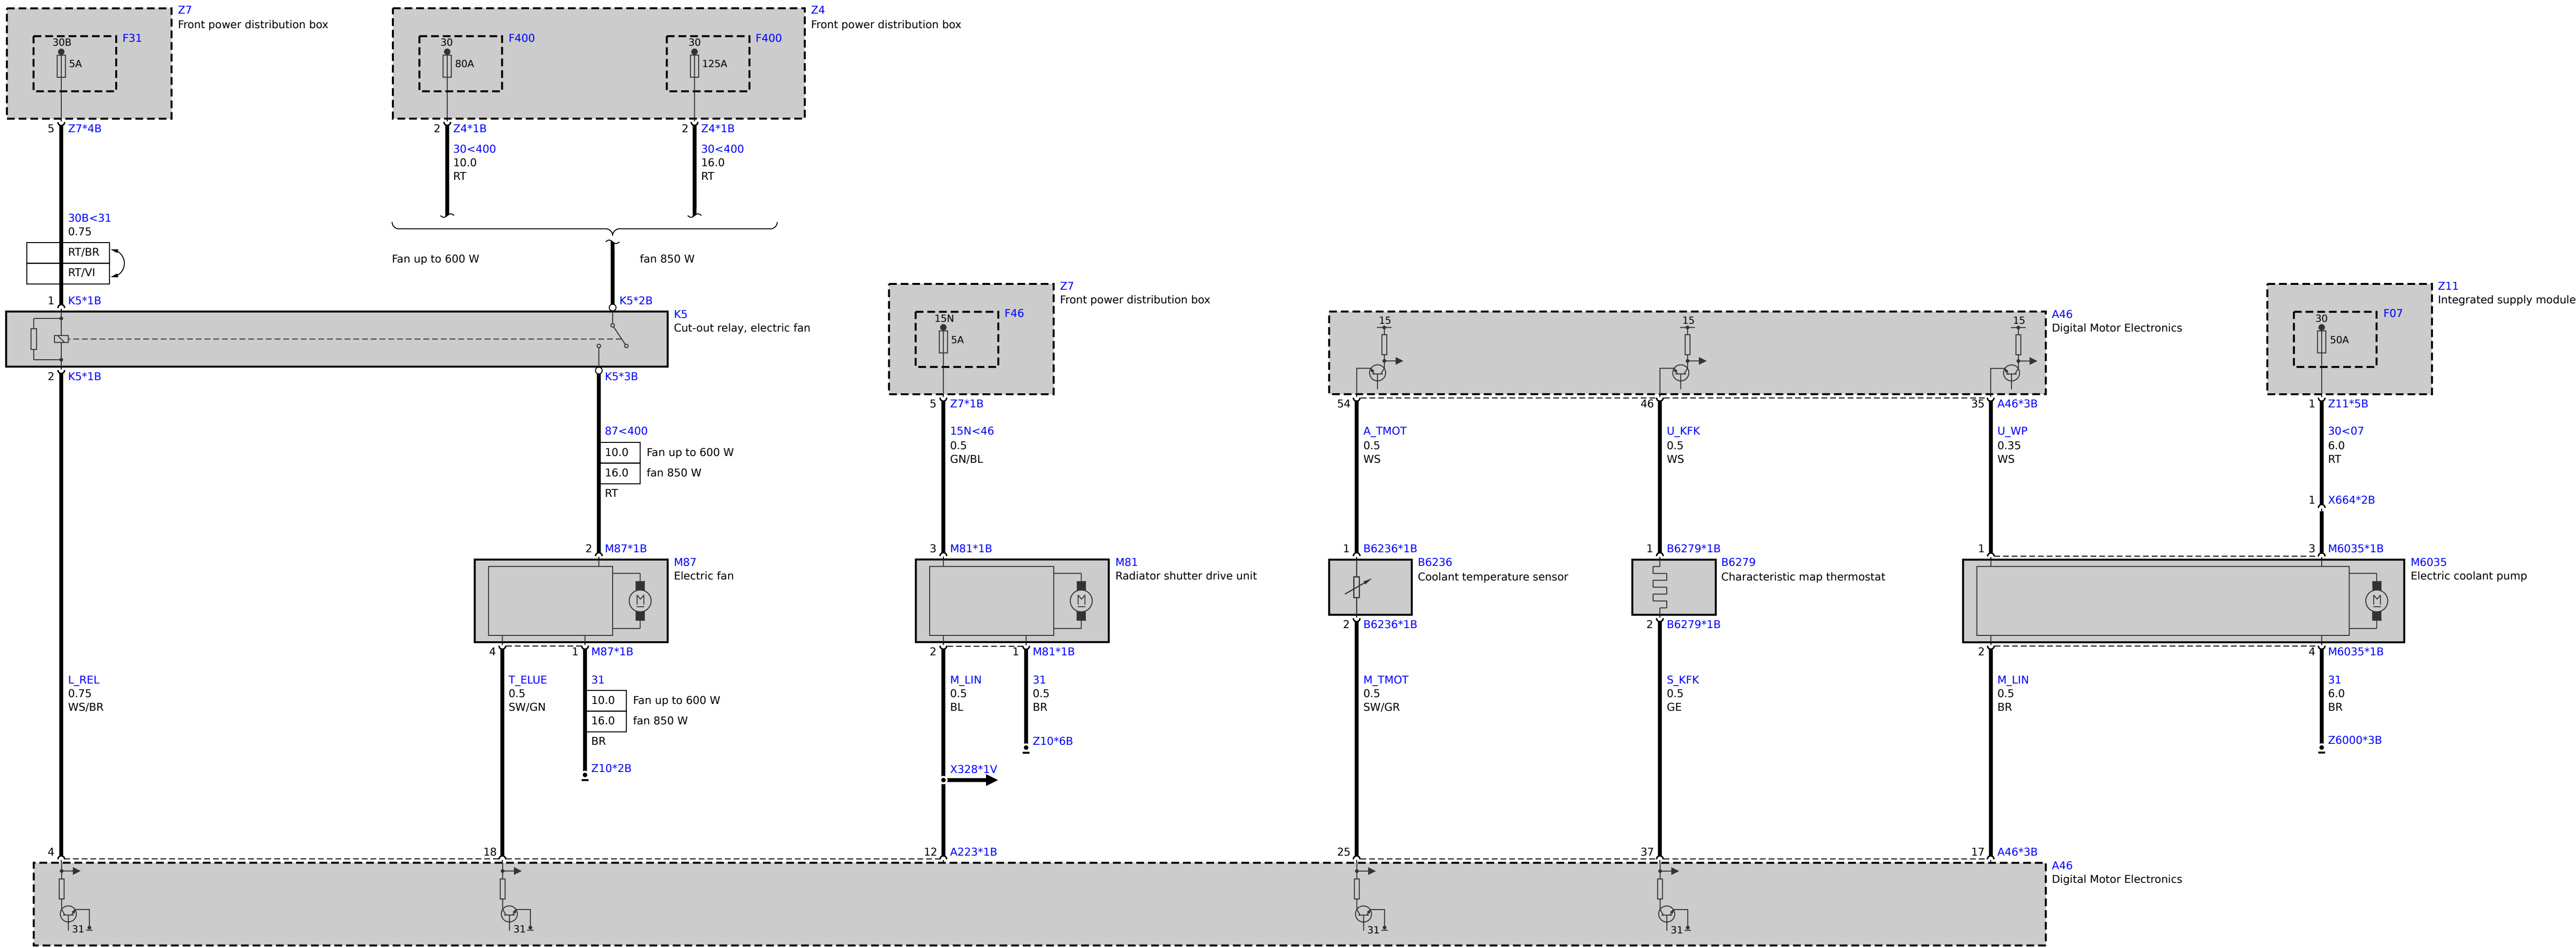 Z7
Front power distribution box
30B
F31
5A
5
Z7*4B
30B<31
0.75
RT/BR
RT/VI
1
K5*1B
Z4
Front power distribution box
30
F400
80A
30
F400
125A
2
Z4*1B
30<400
10.0
RT
2
Z4*1B
30<400
16.0
RT
Fan up to 600 W
fan 850 W
K5*2B
K5
Cut-out relay, electric fan
2
K5*1B
K5*3B
87<400
10.0
Fan up to 600 W
16.0
fan 850 W
RT
2
M87*1B
M87
Electric fan
M
4
1
M87*1B
L_REL
0.75
WS/BR
T_ELUE
0.5
SW/GN
31
10.0
Fan up to 600 W
16.0
fan 850 W
BR
Z10*2B
Z7
Front power distribution box
15N
F46
5A
5
Z7*1B
15N<46
0.5
GN/BL
3
M81*1B
M81
Radiator shutter drive unit
M
2
1
M81*1B
M_LIN
0.5
BL
31
0.5
BR
Z10*6B
X328*1V
A46
Digital Motor Electronics
15
15
15
54
46
35
A46*3B
A_TMOT
0.5
WS
U_KFK
0.5
WS
U_WP
0.35
WS
1
B6236*1B
B6236
Coolant temperature sensor
2
B6236*1B
M_TMOT
0.5
SW/GR
1
B6279*1B
B6279
Characteristic map thermostat
2
B6279*1B
S_KFK
0.5
GE
Z11
Integrated supply module
30
F07
50A
1
Z11*5B
30<07
6.0
RT
1
X664*2B
1
3
M6035*1B
M6035
Electric coolant pump
M
2
4
M6035*1B
M_LIN
0.5
BR
31
6.0
BR
Z6000*3B
4
18
12
A223*1B
25
37
17
A46*3B
A46
Digital Motor Electronics
31
31
31
31